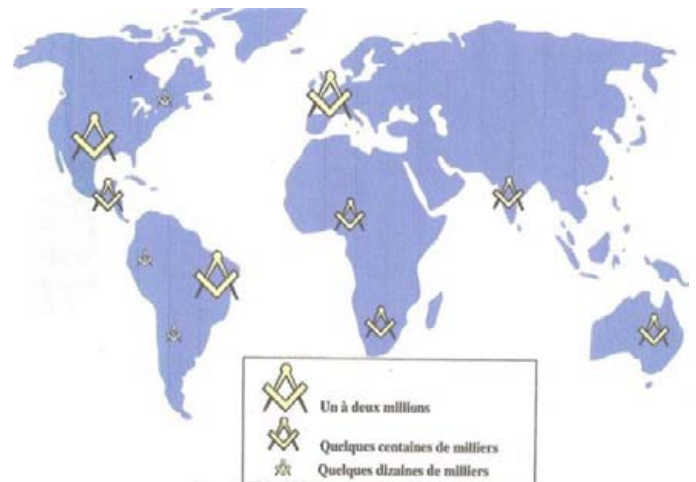 Un à deux millions
Quelques centaines de milliers
Quelques dizaines de milliers